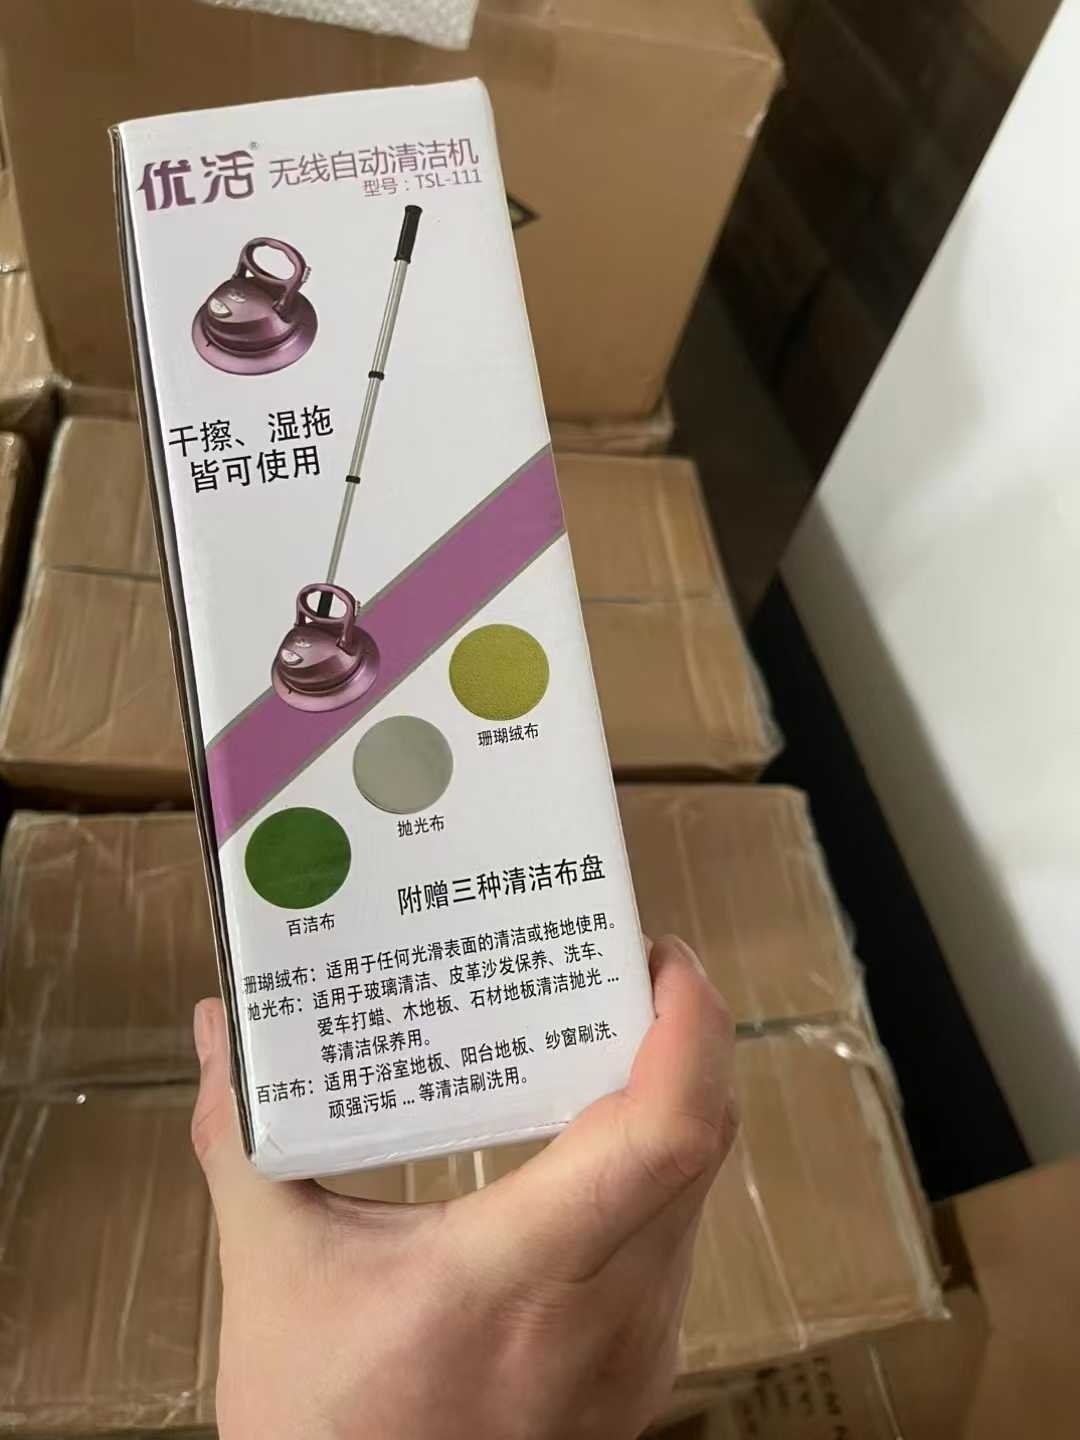 优活® 无线自动清洁机
型号：TSL-111
干擦、湿拖
皆可使用
珊瑚绒布
抛光布
百洁布
附赠三种清洁布盘
珊瑚绒布：适用于任何光滑表面的清洁或拖地使用。
抛光布：适用于玻璃清洁、皮革沙发保养、洗车、
爱车打蜡、木地板、石材地板清洁抛光...
等清洁保养用。
百洁布：适用于浴室地板、阳台地板、纱窗刷洗、
顽强污垢...等清洁刷洗用。